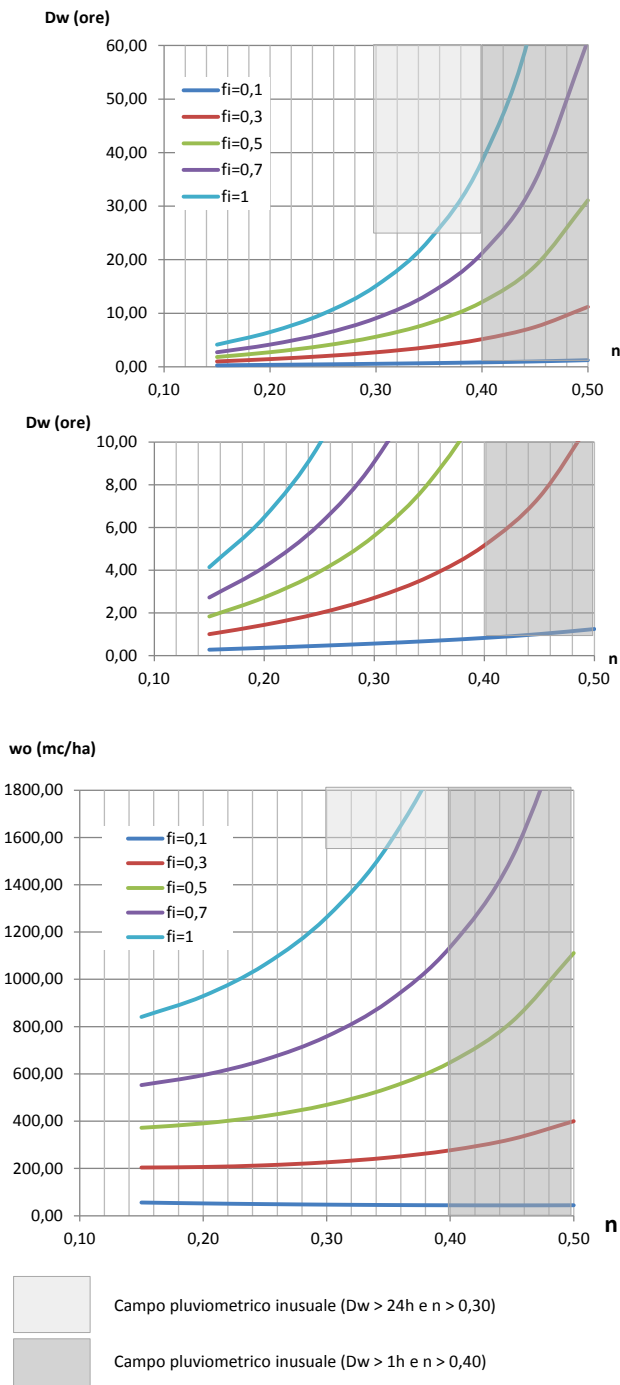 Dw (ore)
60,00
50,00
40,00
30,00
20,00
10,00
0,00
fi=0,1
fi=0,3
fi=0,5
fi=0,7
fi=1
0,10
0,20
0,30
0,40
0,50
n
Dw (ore)
10,00
8,00
6,00
4,00
2,00
0,00
0,10
0,20
0,30
0,40
0,50
n
wo (mc/ha)
1800,00
1600,00
1400,00
1200,00
1000,00
800,00
600,00
400,00
200,00
0,00
fi=0,1
fi=0,3
fi=0,5
fi=0,7
fi=1
0,10
0,20
0,30
0,40
0,50
n
Campo pluviometrico inusuale (Dw > 24h e n > 0,30)
Campo pluviometrico inusuale (Dw > 1h e n > 0,40)